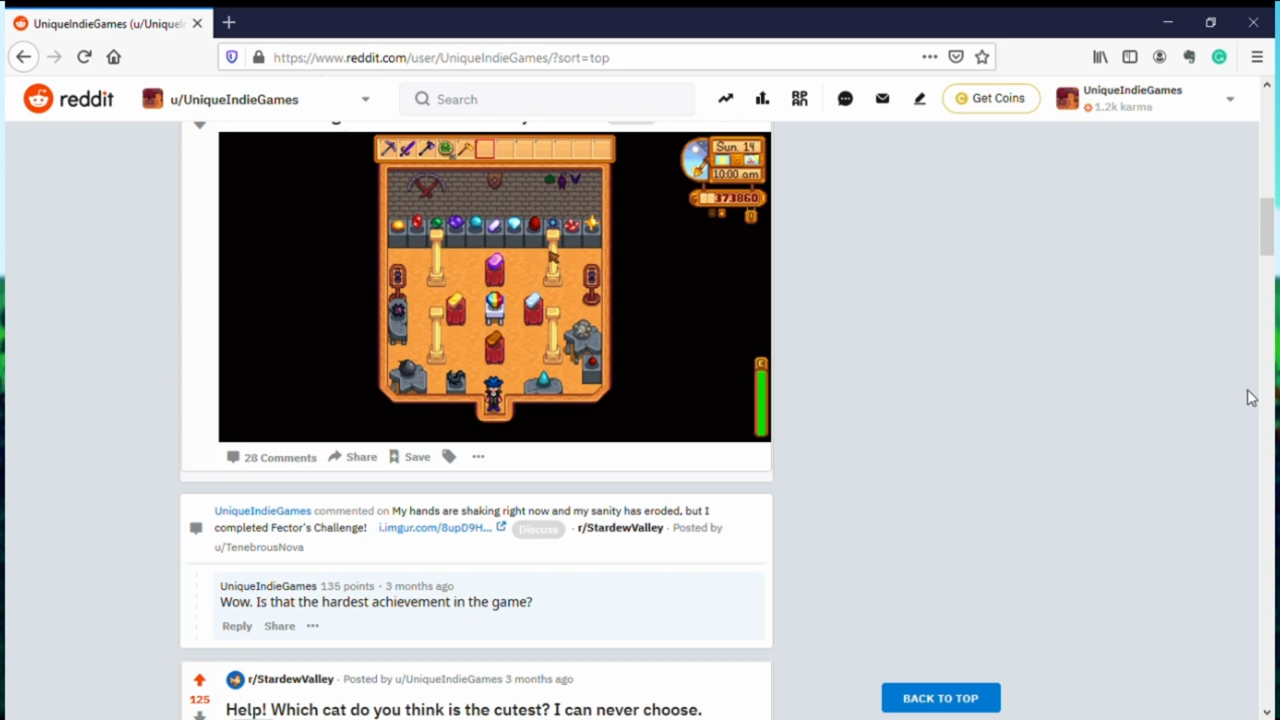 UniqueIndieGames (u/UniqueIn
https://www.reddit.com/user/UniqueIndieGames/?sort=top
reddit
u/UniqueIndieGames
Search
Get Coins
UniqueIndieGames
1.2k karma
Sun. 14
10:00 am
373860
E
28 Comments
Share
Save
UniqueIndieGames commented on My hands are shaking right now and my sanity has eroded, but I
completed Fector's Challenge! i.imgur.com/8upD9H... Discuss · r/StardewValley · Posted by
u/TenebrousNova
UniqueIndieGames 135 points · 3 months ago
Wow. Is that the hardest achievement in the game?
Reply Share
r/StardewValley · Posted by u/UniqueIndieGames 3 months ago
125
Help! Which cat do you think is the cutest? I can never choose.
BACK TO TOP